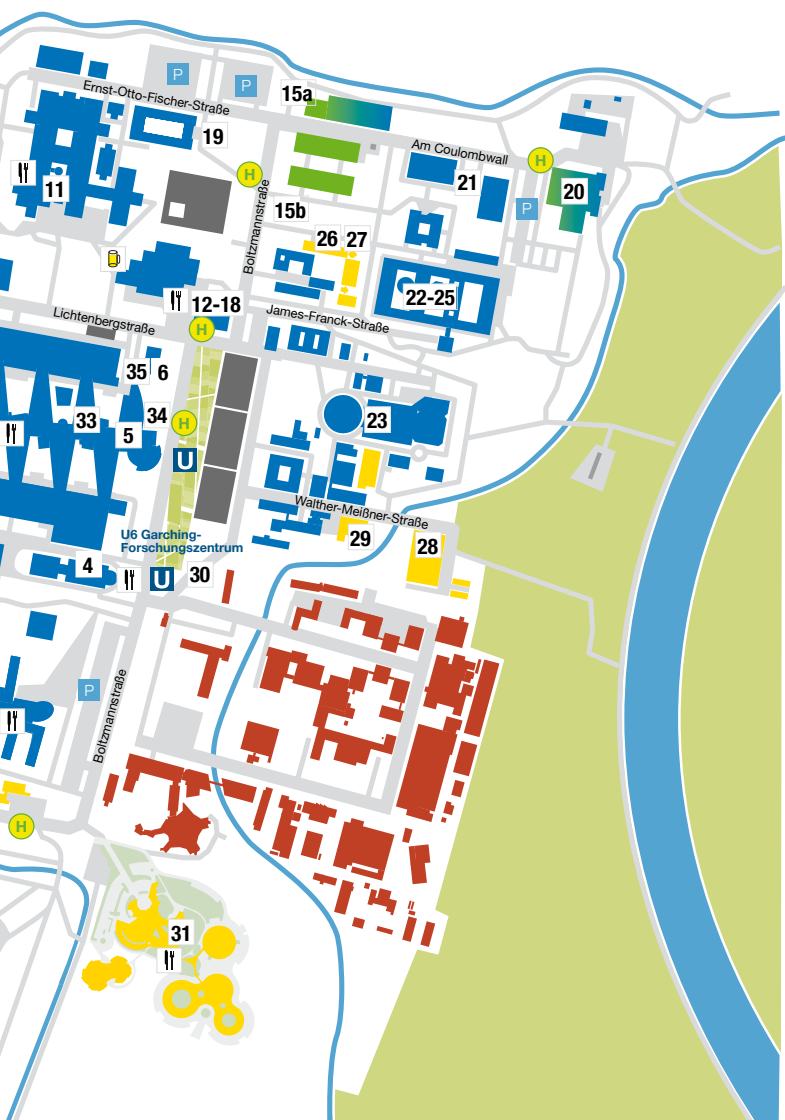 P
P
15a
Ernst-Otto-Fischer-Straße
19
Am Coulombwall
H
H
11
21
20
P
15b
Boltzmannstraße
26 27
12-18
22-25
Lichtenbergstraße
H
James-Franck-Straße
35 6
33
34
H
23
5
U
Walther-Meißner-Straße
U6 Garching-
Forschungszentrum
29
28
4
U
30
P
Boltzmannstraße
H
31